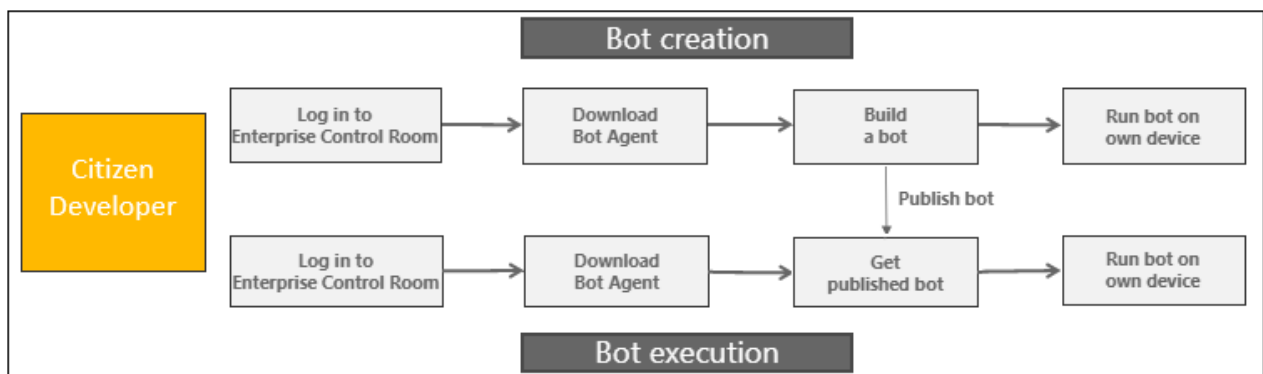 Bot creation
Citizen
Developer
Log in to
Enterprise Control Room
Download
Bot Agent
Build
a bot
Run bot on
own device
Publish bot
Log in to
Enterprise Control Room
Download
Bot Agent
Get
published bot
Run bot on
own device
Bot execution